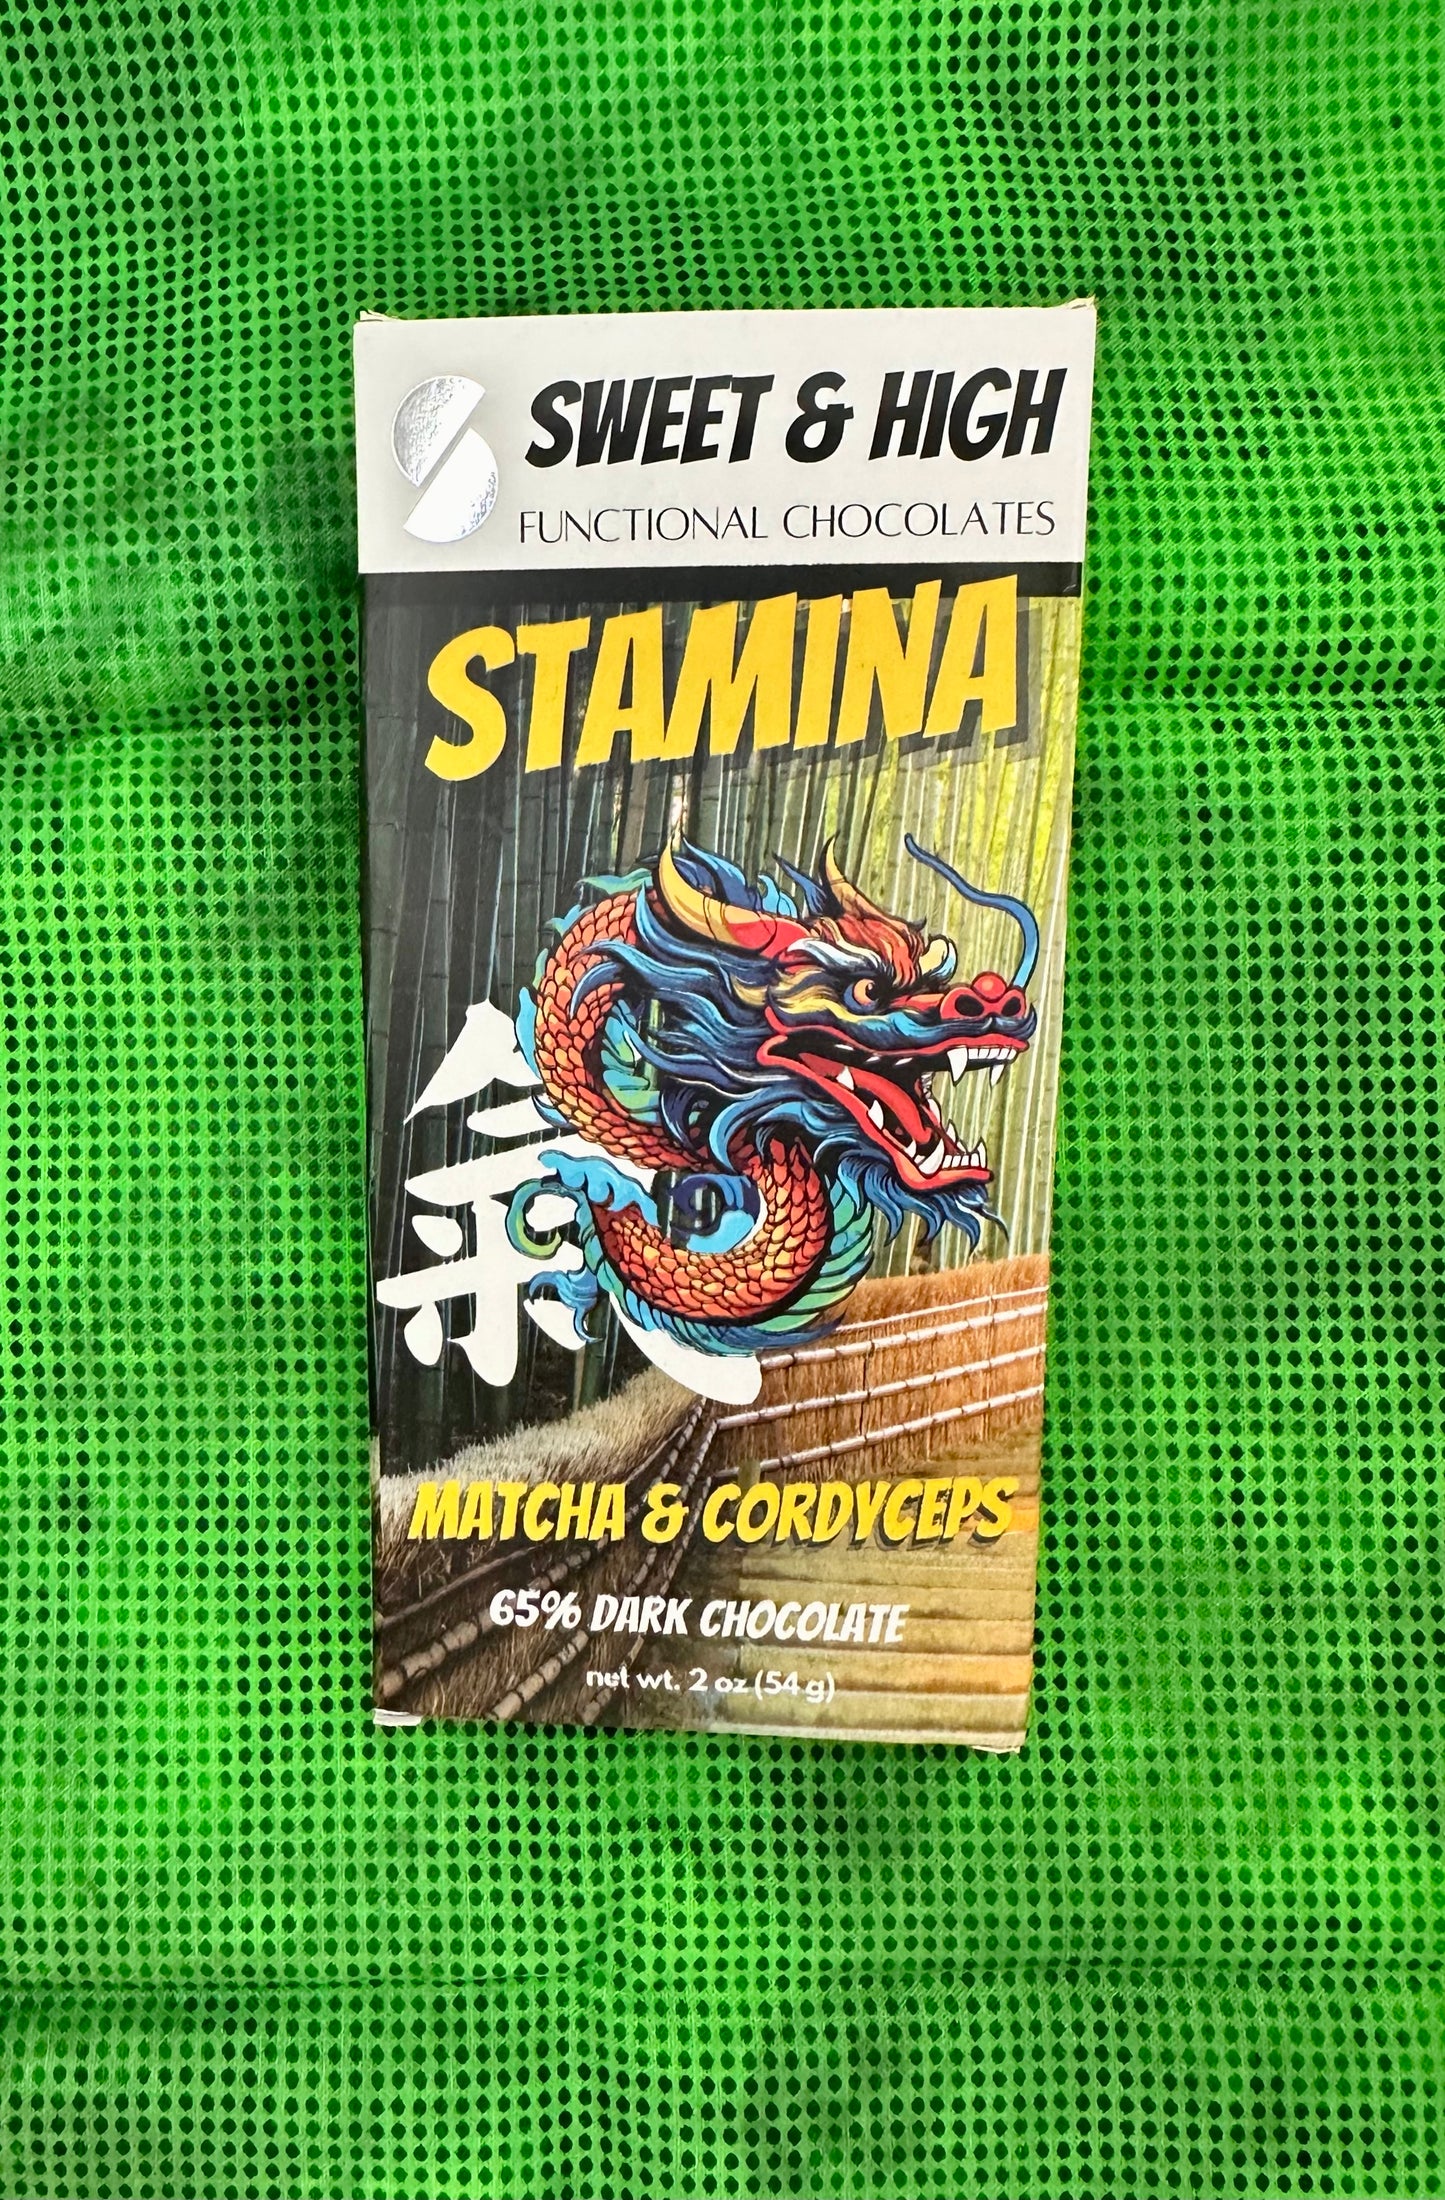 SWEET & HIGH
FUNCTIONAL CHOCOLATES
STAMINA
氣
MATCHA & CORDYCEPS
65% DARK CHOCOLATE
net wt. 2 oz (54 g)